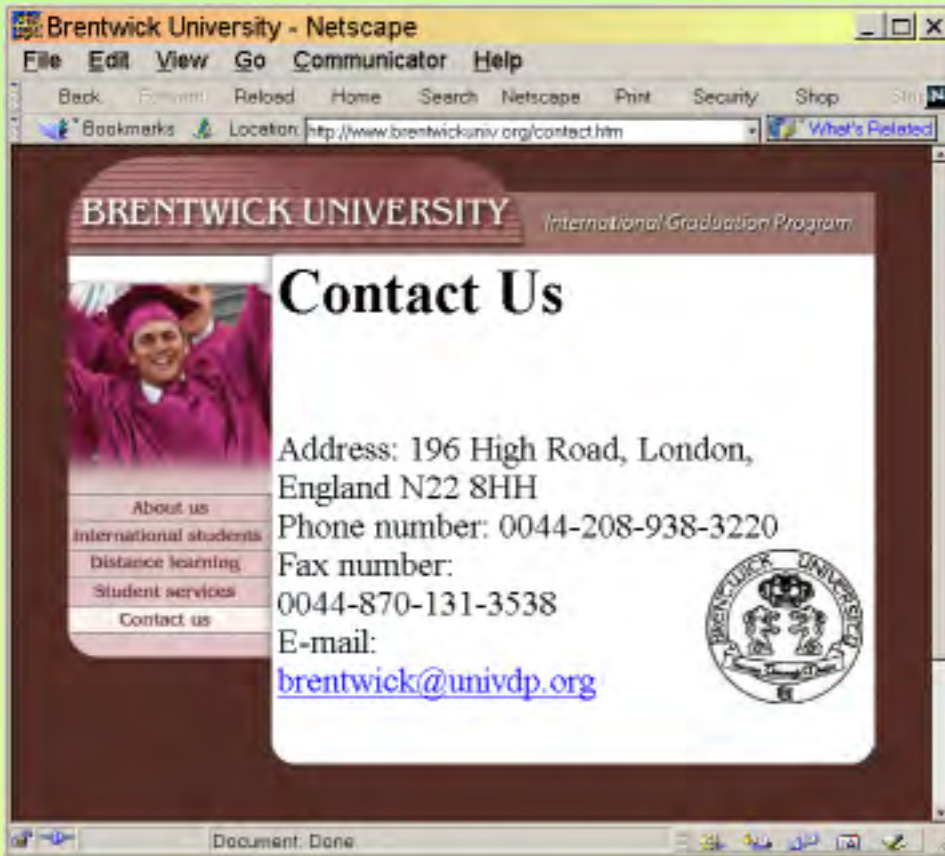 Brentwick University - Netscape
File Edit View Go Communicator Help
Back Forward Reload Home Search Netscape Print Security Shop
Bookmarks Location: http://www.brentwickuniv.org/contact.htm What's Related
BRENTWICK UNIVERSITY
International Graduation Program
Contact Us
Address: 196 High Road, London,
England N22 8HH
Phone number: 0044-208-938-3220
Fax number:
0044-870-131-3538
E-mail:
brentwick@univdp.org
About us
International students
Distance learning
Student services
Contact us
BRENTWICK UNIVERSITY
Document: Done